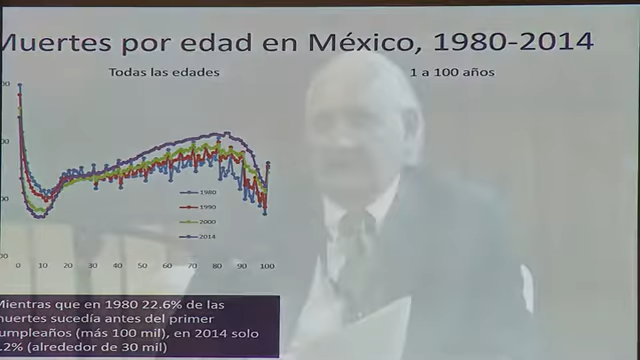 Muertes por edad en México, 1980-2014
Todas las edades
1 a 100 años
1980
1990
2000
2014
0 10 20 30 40 50 60 70 80 90 100
Mientras que en 1980 22.6% de las
muertes sucedía antes del primer
cumpleaños (más 100 mil), en 2014 solo
.2% (alrededor de 30 mil)